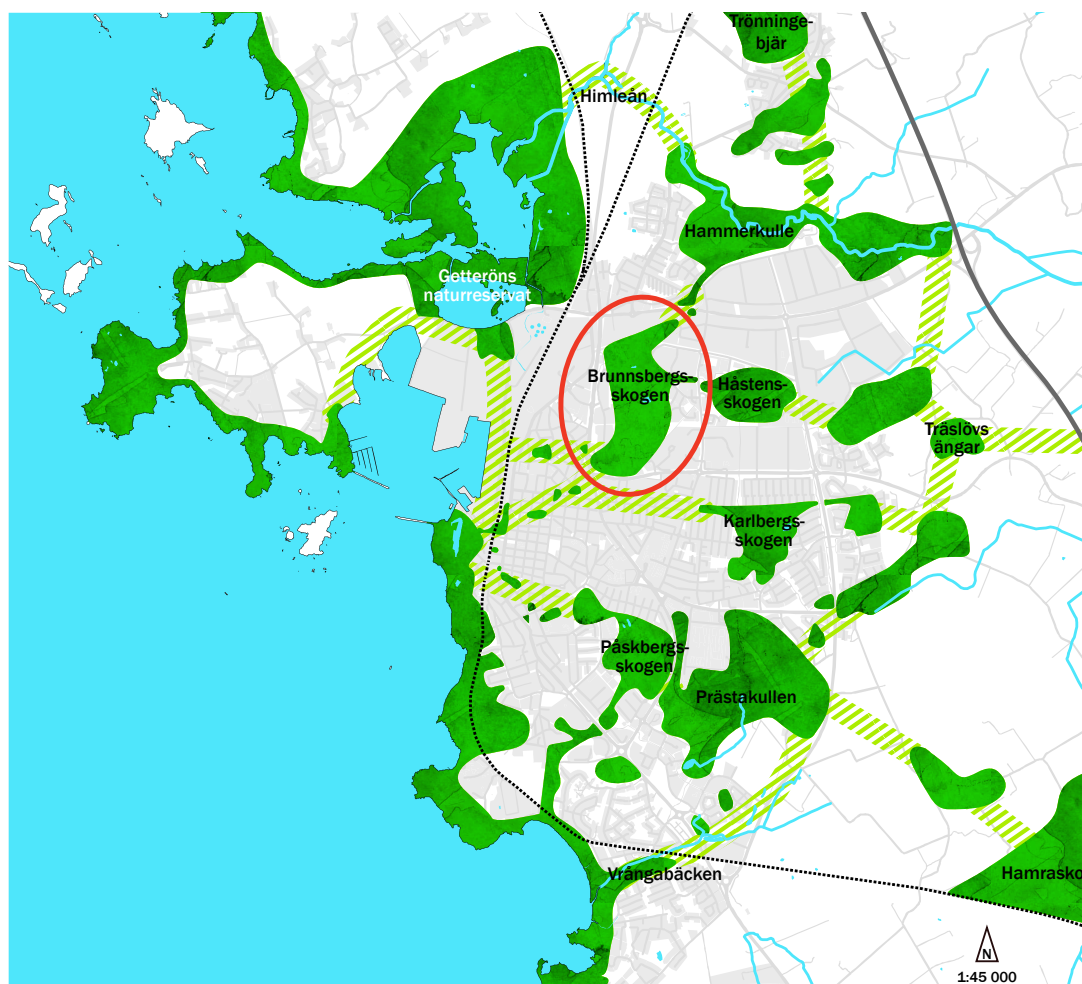 Trönninge-
bjär
Himleån
Hammerkulle
Getteröns
naturreservat
Brunnsbergs-
skogen
Håstens-
skogen
Träslövs
ängar
Karlbergs-
skogen
Påskbergs-
skogen
Prästakullen
Vrångabäcken
Hamrasko
N
1:45 000